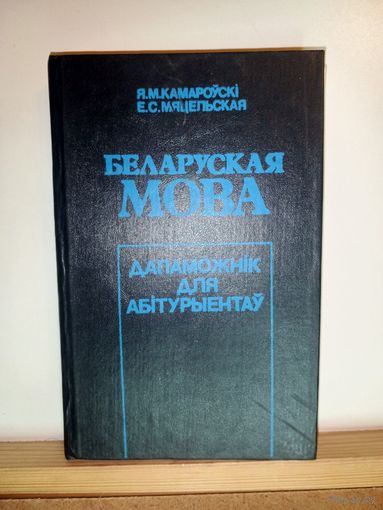 Я.М.КАМАРОЎСКІ
Е.С.МЯЦЕЛЬСКАЯ
БЕЛАРУСКАЯ
МОВА
ДАПАМОЖНІК
ДЛЯ
АБІТУРЫЕНТАЎ